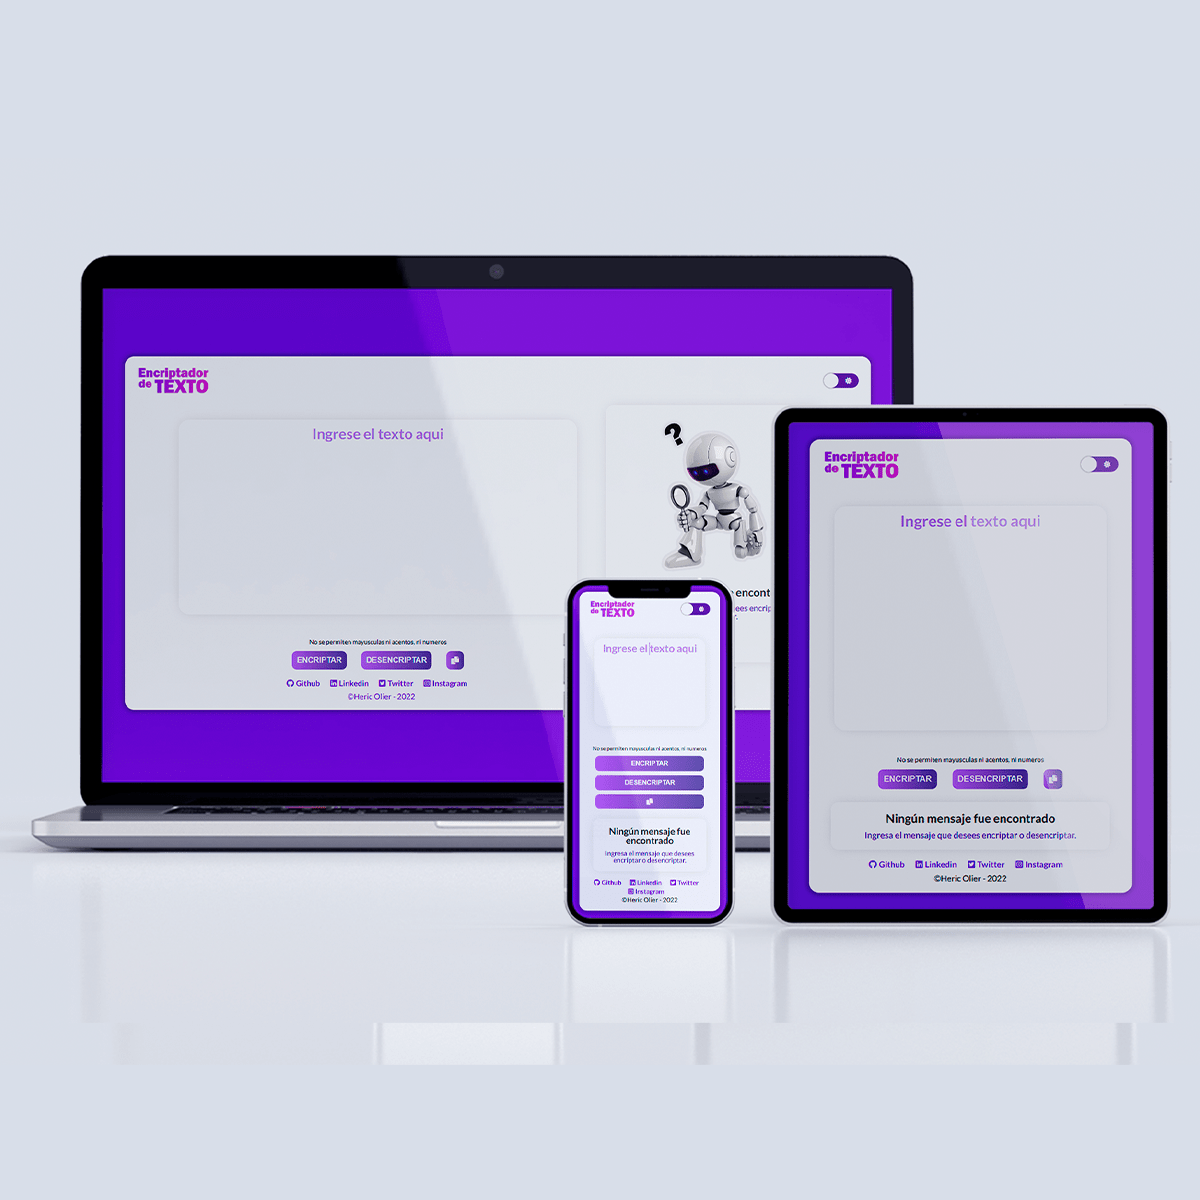 Encriptador
de TEXTO
Ingrese el texto aqui
?
No se permiten mayusculas ni acentos, ni numeros
ENCRIPTAR DESENCRIPTAR
Github Linkedin Twitter Instagram
©Heric Olier - 2022
Encriptador
de TEXTO
Ingrese el texto aqui
No se permiten mayusculas ni acentos, ni numeros
ENCRIPTAR
DESENCRIPTAR
Ningún mensaje fue
encontrado
Ingresa el mensaje que desees
encriptar o desencriptar.
Github Linkedin Twitter
Instagram
©Heric Olier - 2022
Encriptador
de TEXTO
Ingrese el texto aqui
No se permiten mayusculas ni acentos, ni numeros
ENCRIPTAR DESENCRIPTAR
Ningún mensaje fue encontrado
Ingresa el mensaje que desees encriptar o desencriptar.
Github Linkedin Twitter Instagram
©Heric Olier - 2022